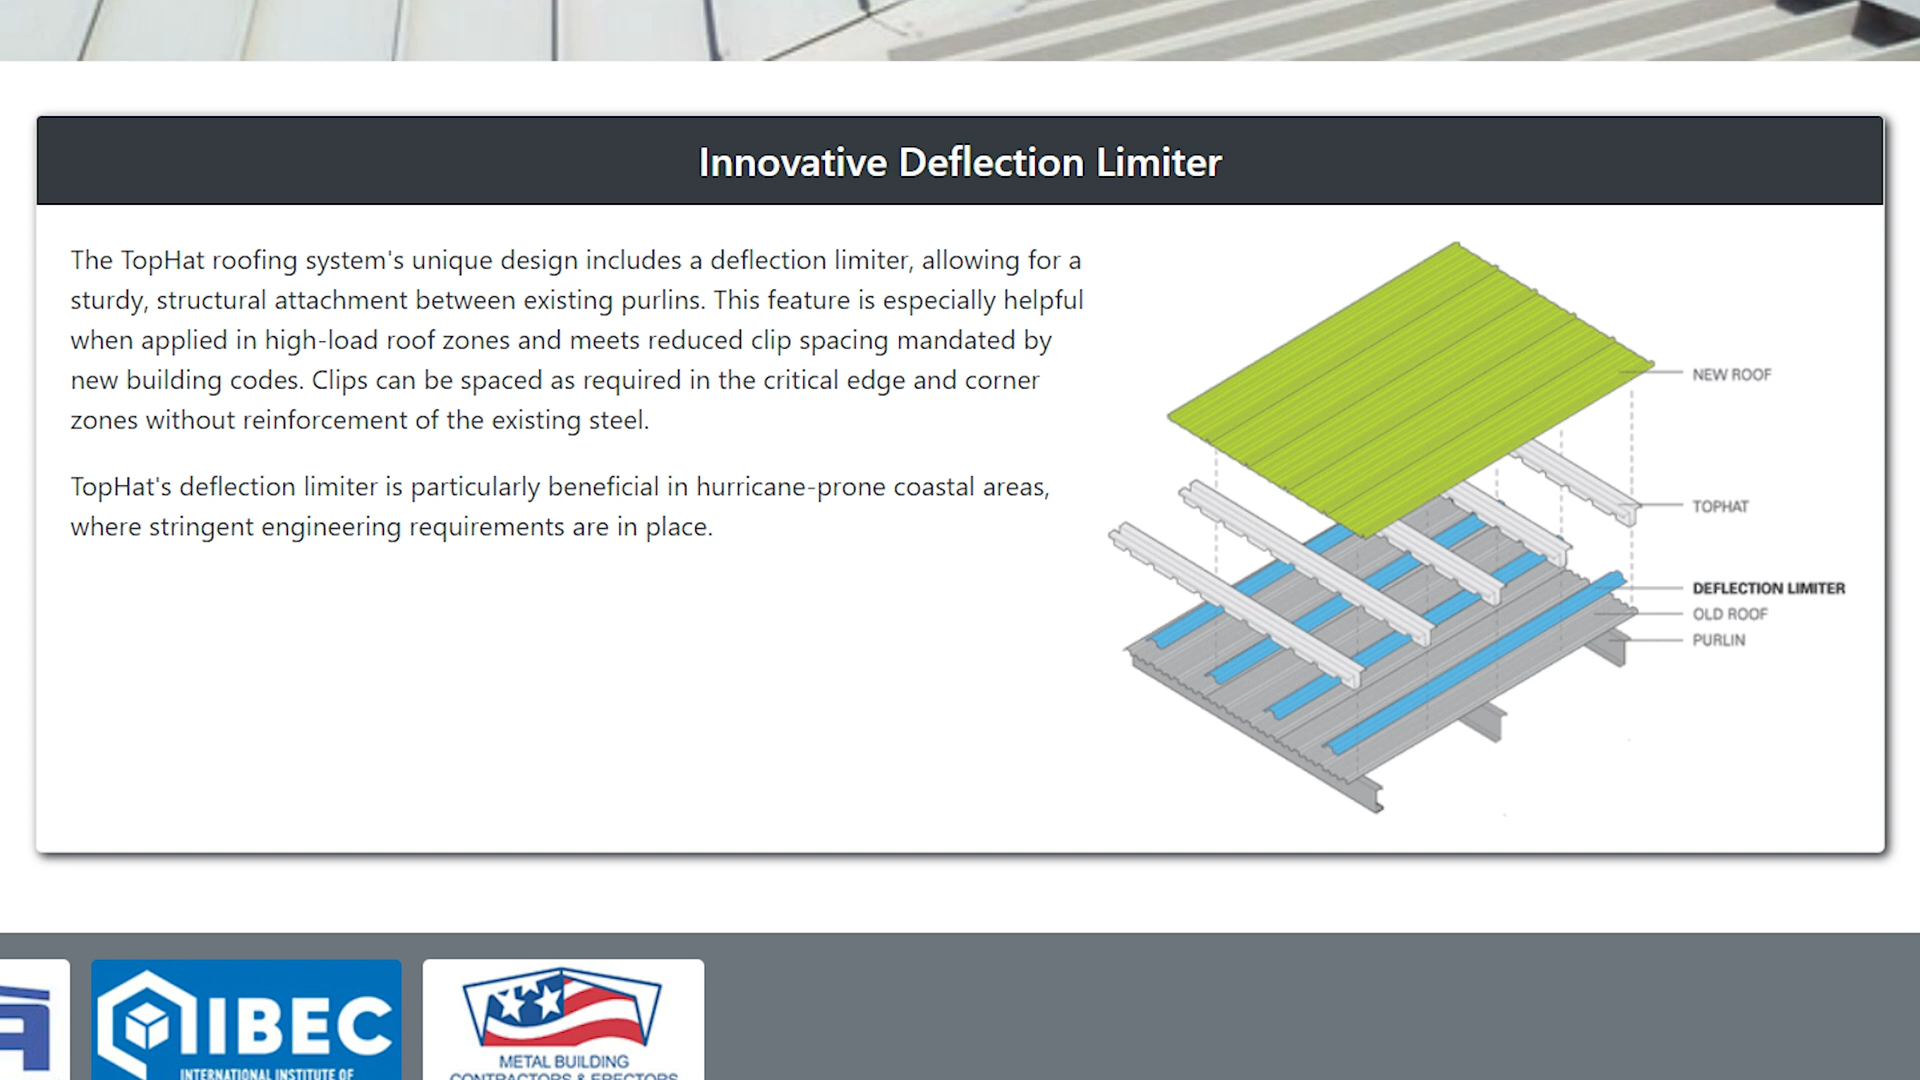 Innovative Deflection Limiter
The TopHat roofing system's unique design includes a deflection limiter, allowing for a
sturdy, structural attachment between existing purlins. This feature is especially helpful
when applied in high-load roof zones and meets reduced clip spacing mandated by
new building codes. Clips can be spaced as required in the critical edge and corner
zones without reinforcement of the existing steel.
TopHat's deflection limiter is particularly beneficial in hurricane-prone coastal areas,
where stringent engineering requirements are in place.
NEW ROOF
TOPHAT
DEFLECTION LIMITER
OLD ROOF
PURLIN
IBEC
INTERNATIONAL INSTITUTE OF
METAL BUILDING
CONTRACTORS & ERECTORS